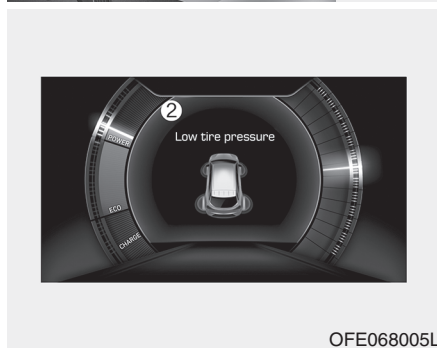 2
Low tire pressure
POWER
ECO
CHARGE
OFE068005L